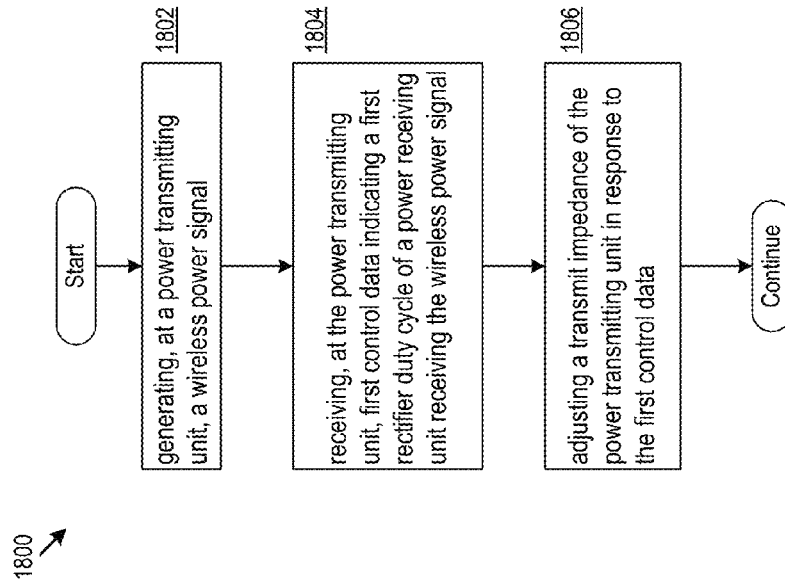 1800
Start
generating, at a power transmitting
unit, a wireless power signal
1802
receiving, at the power transmitting
unit, first control data indicating a first
rectifier duty cycle of a power receiving
unit receiving the wireless power signal
1804
adjusting a transmit impedance of the
power transmitting unit in response to
the first control data
1806
Continue